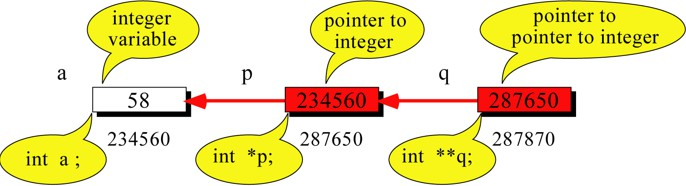 integer
variable
pointer to
integer
pointer to
pointer to integer
a
p
q
58
234560
287650
234560
287650
287870
int a ;
int *p;
int **q;